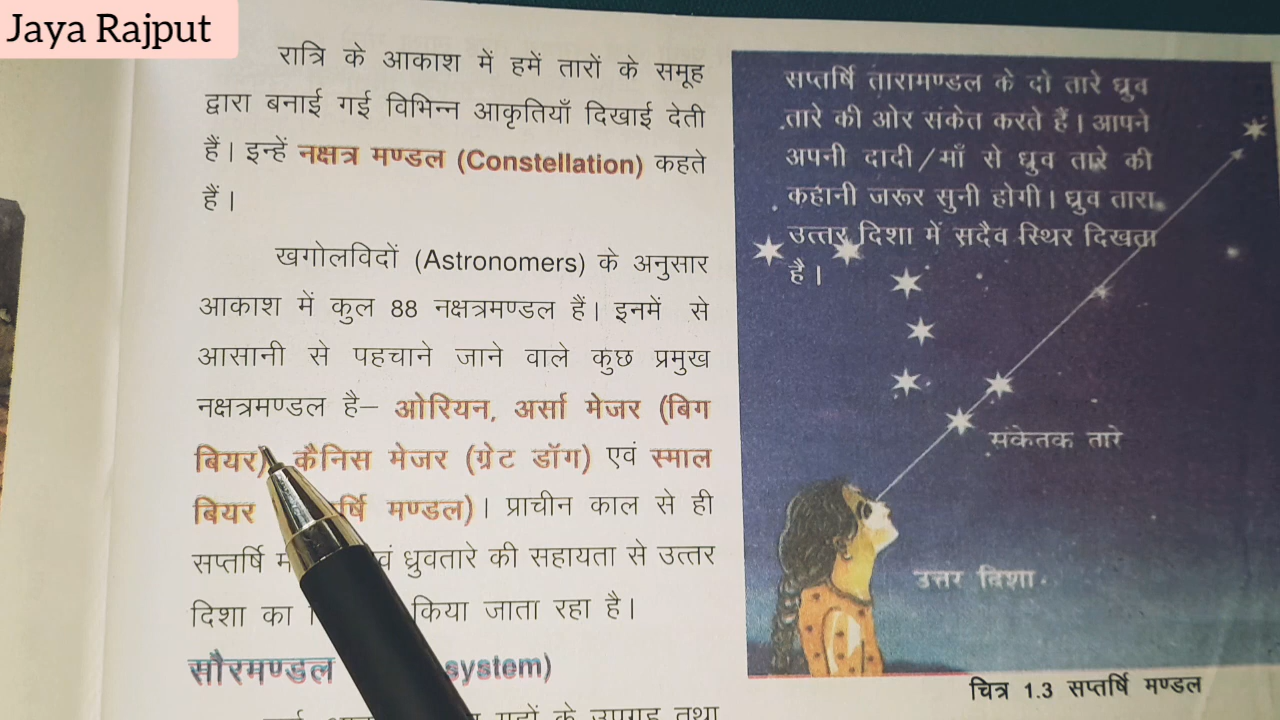 Jaya Rajput
रात्रि के आकाश में हमें तारों के समूह
द्वारा बनाई गई विभिन्न आकृतियाँ दिखाई देती
हैं। इन्हें नक्षत्र मण्डल (Constellation) कहते
हैं।
खगोलविदों (Astronomers) के अनुसार
आकाश में कुल 88 नक्षत्रमण्डल हैं। इनमें से
आसानी से पहचाने जाने वाले कुछ प्रमुख
नक्षत्रमण्डल है– ओरियन, अर्सा मेजर (बिग
बियर), कैनिस मेजर (ग्रेट डॉग) एवं स्माल
बियर मण्डल)। प्राचीन काल से ही
सप्तर्षि ध्रुवतारे की सहायता से उत्तर
दिशा का किया जाता रहा है।
सौरमण्डल system)
सप्तर्षि तारामण्डल के दो तारे ध्रुव
तारे की ओर संकेत करते हैं। आपने
अपनी दादी/माँ से ध्रुव तारे की
कहानी जरूर सुनी होगी। ध्रुव तारा
उत्तर दिशा में सदैव स्थिर दिखता
है।
संकेतक तारे
उत्तर दिशा
चित्र 1.3 सप्तर्षि मण्डल